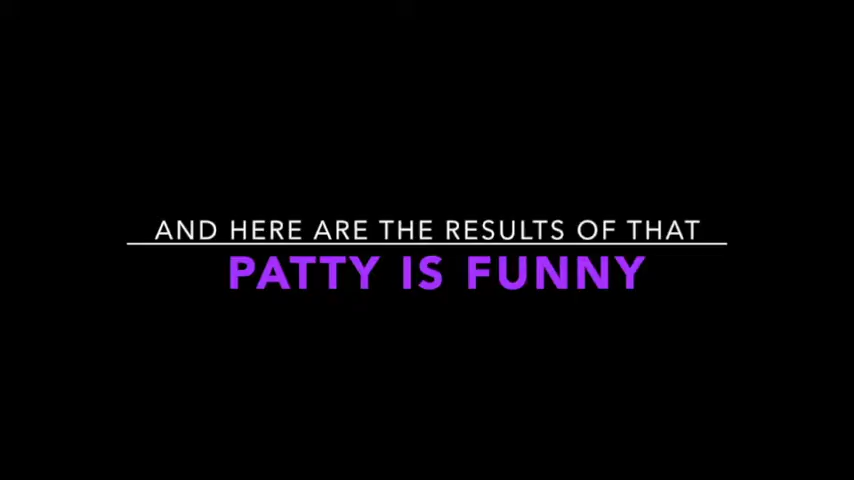 AND HERE ARE THE RESULTS OF THAT
PATTY IS FUNNY